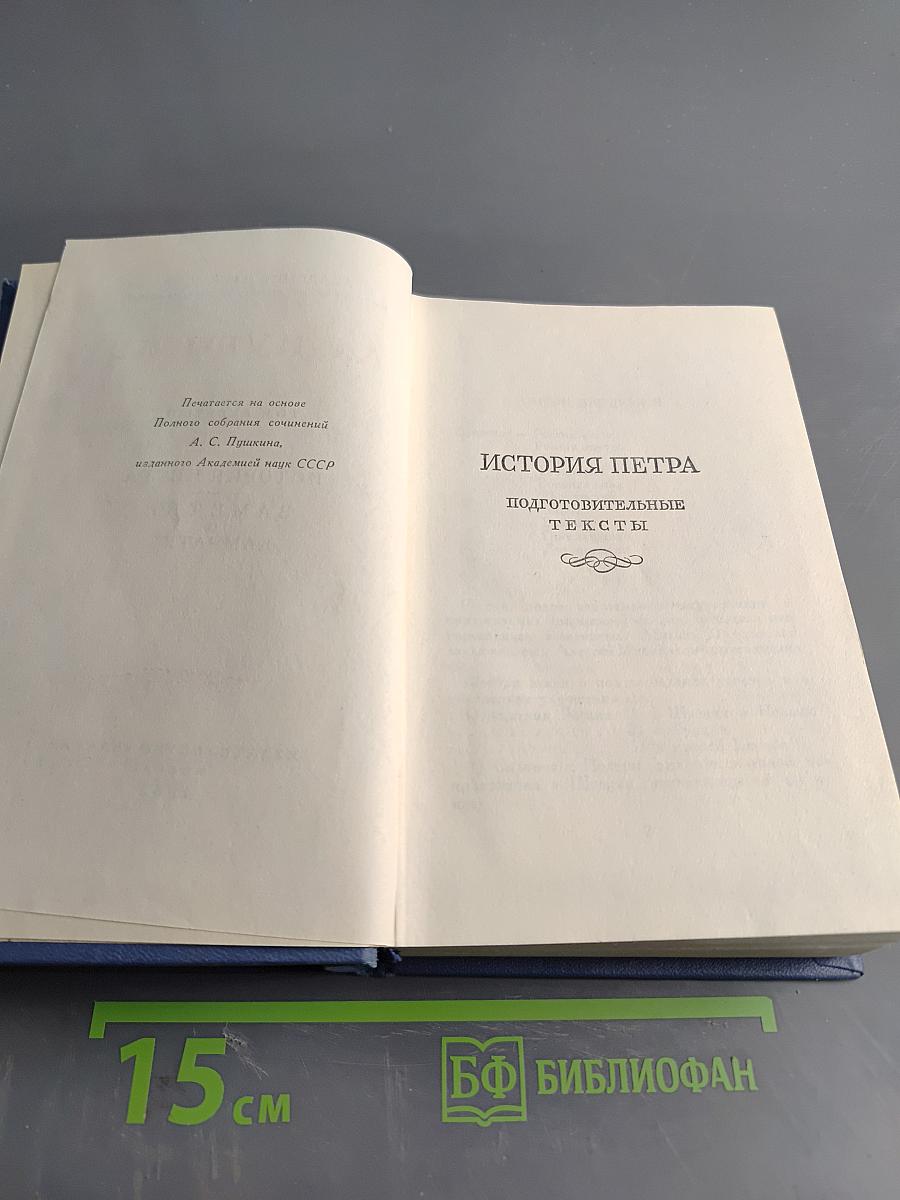 Печатается на основе
Полного собрания сочинений
А. С. Пушкина,
изданного Академией наук СССР
ИСТОРИЯ ПЕТРА
ПОДГОТОВИТЕЛЬНЫЕ
ТЕКСТЫ
15 см
БФ БИБЛИОФАН